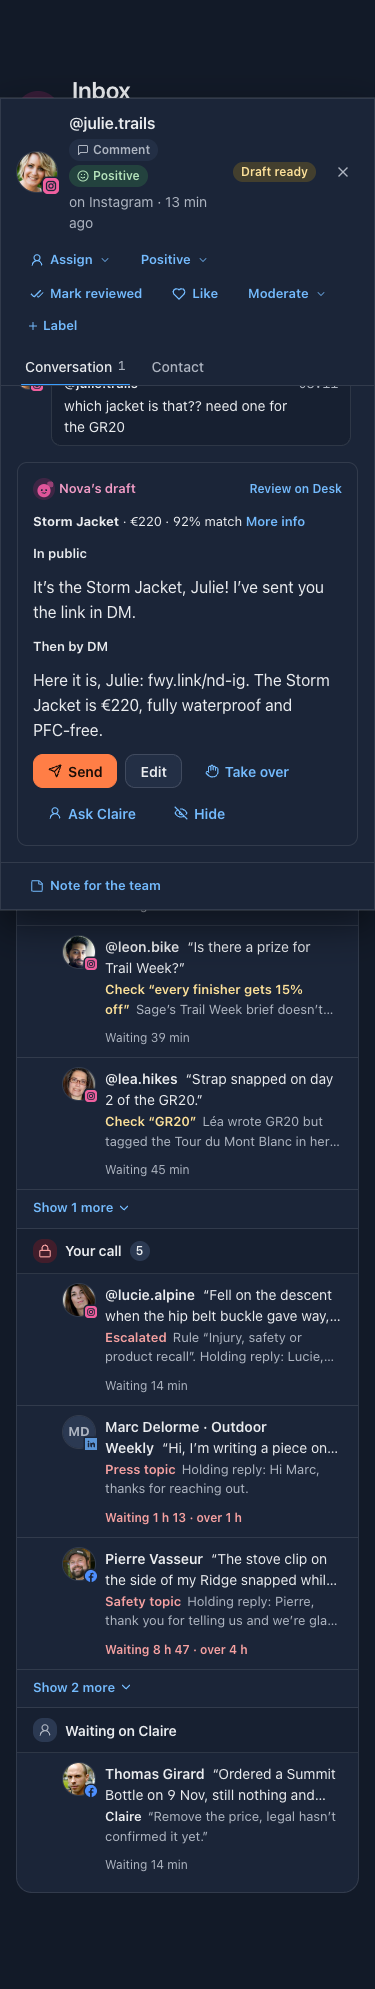 Inbox
@julie.trails
Comment
Positive
Draft ready
on Instagram · 13 min
ago
Assign
Positive
Mark reviewed
Like
Moderate
+ Label
Conversation 1
Contact
which jacket is that?? need one for
the GR20
Nova’s draft
Review on Desk
Storm Jacket · €220 · 92% match More info
In public
It’s the Storm Jacket, Julie! I’ve sent you
the link in DM.
Then by DM
Here it is, Julie: fwy.link/nd-ig. The Storm
Jacket is €220, fully waterproof and
PFC-free.
Send
Edit
Take over
Ask Claire
Hide
Note for the team
@leon.bike “Is there a prize for
Trail Week?”
Check “every finisher gets 15%
off” Sage’s Trail Week brief doesn’t…
Waiting 39 min
@lea.hikes “Strap snapped on day
2 of the GR20.”
Check “GR20” Léa wrote GR20 but
tagged the Tour du Mont Blanc in her…
Waiting 45 min
Show 1 more
Your call 5
@lucie.alpine “Fell on the descent
when the hip belt buckle gave way,…
Escalated Rule “Injury, safety or
product recall”. Holding reply: Lucie,…
Waiting 14 min
MD
Marc Delorme · Outdoor
Weekly “Hi, I’m writing a piece on…
Press topic Holding reply: Hi Marc,
thanks for reaching out.
Waiting 1 h 13 · over 1 h
Pierre Vasseur “The stove clip on
the side of my Ridge snapped whil…
Safety topic Holding reply: Pierre,
thank you for telling us and we’re gla…
Waiting 8 h 47 · over 4 h
Show 2 more
Waiting on Claire
Thomas Girard “Ordered a Summit
Bottle on 9 Nov, still nothing and…
Claire “Remove the price, legal hasn’t
confirmed it yet.”
Waiting 14 min